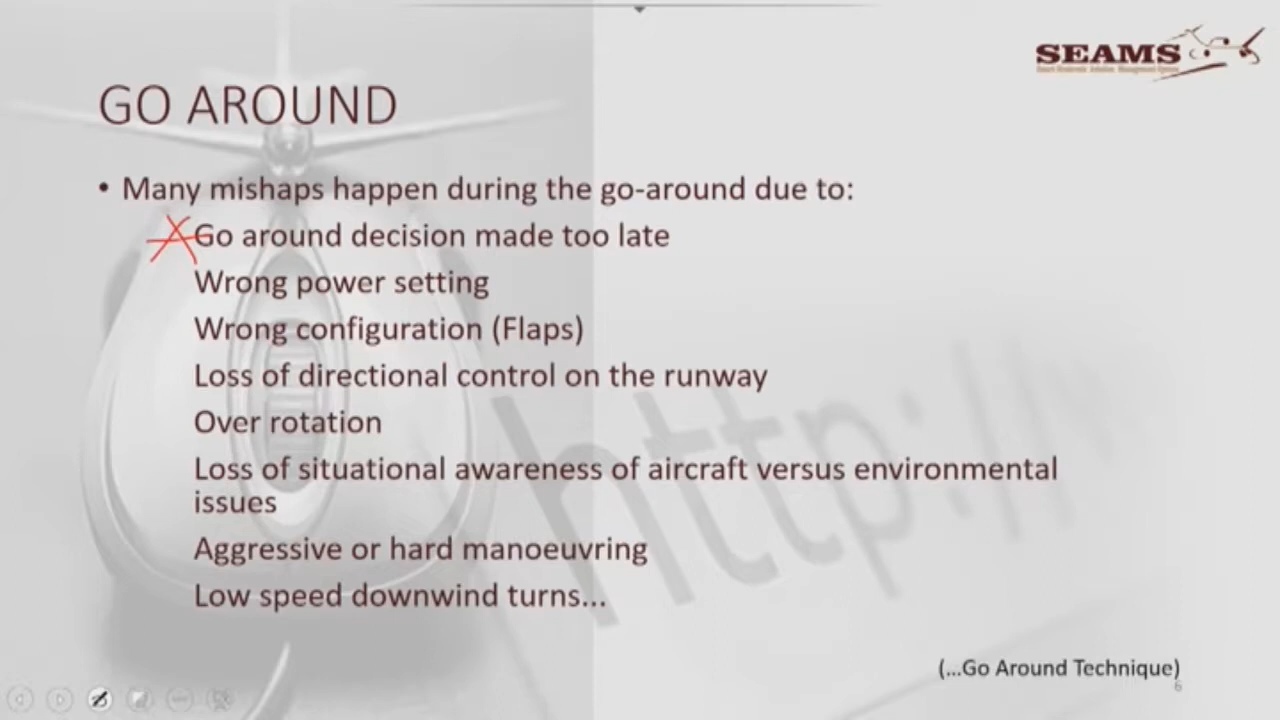 SEAMS
GO AROUND
• Many mishaps happen during the go-around due to:
Go around decision made too late
Wrong power setting
Wrong configuration (Flaps)
Loss of directional control on the runway
Over rotation
Loss of situational awareness of aircraft versus environmental
issues
Aggressive or hard manoeuvring
Low speed downwind turns...
http://
(...Go Around Technique)
6